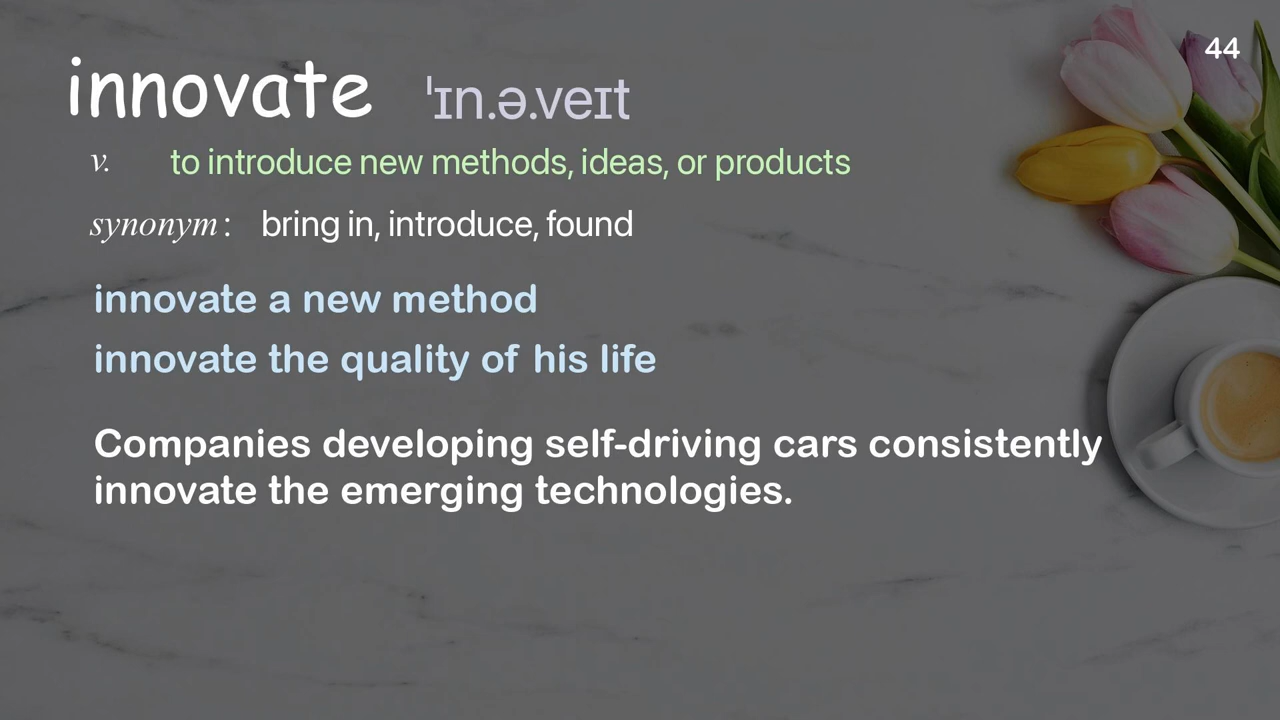 44
innovate ˈɪn.ə.veɪt
v. to introduce new methods, ideas, or products
synonym: bring in, introduce, found
innovate a new method
innovate the quality of his life
Companies developing self-driving cars consistently
innovate the emerging technologies.